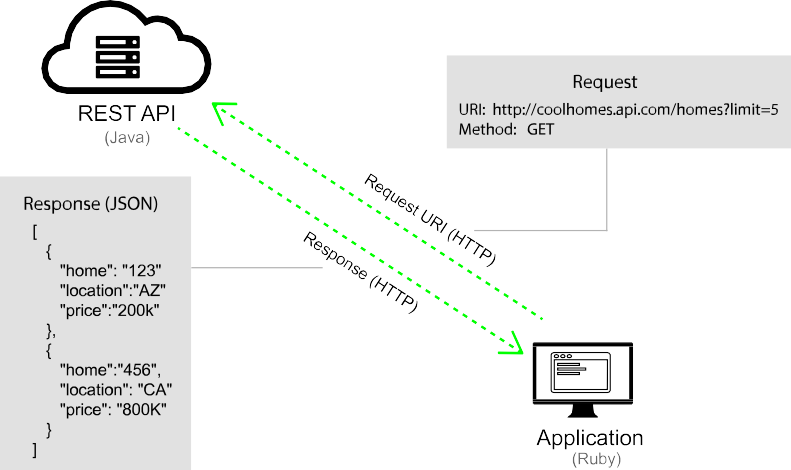 REST API
(Java)
Request
URI: http://coolhomes.api.com/homes?limit=5
Method: GET
Request URI (HTTP)
Response (HTTP)
Response (JSON)
[
{
"home": "123"
"location":"AZ"
"price":"200k"
},
{
"home":"456",
"location": "CA"
"price": "800K"
}
]
Application
(Ruby)